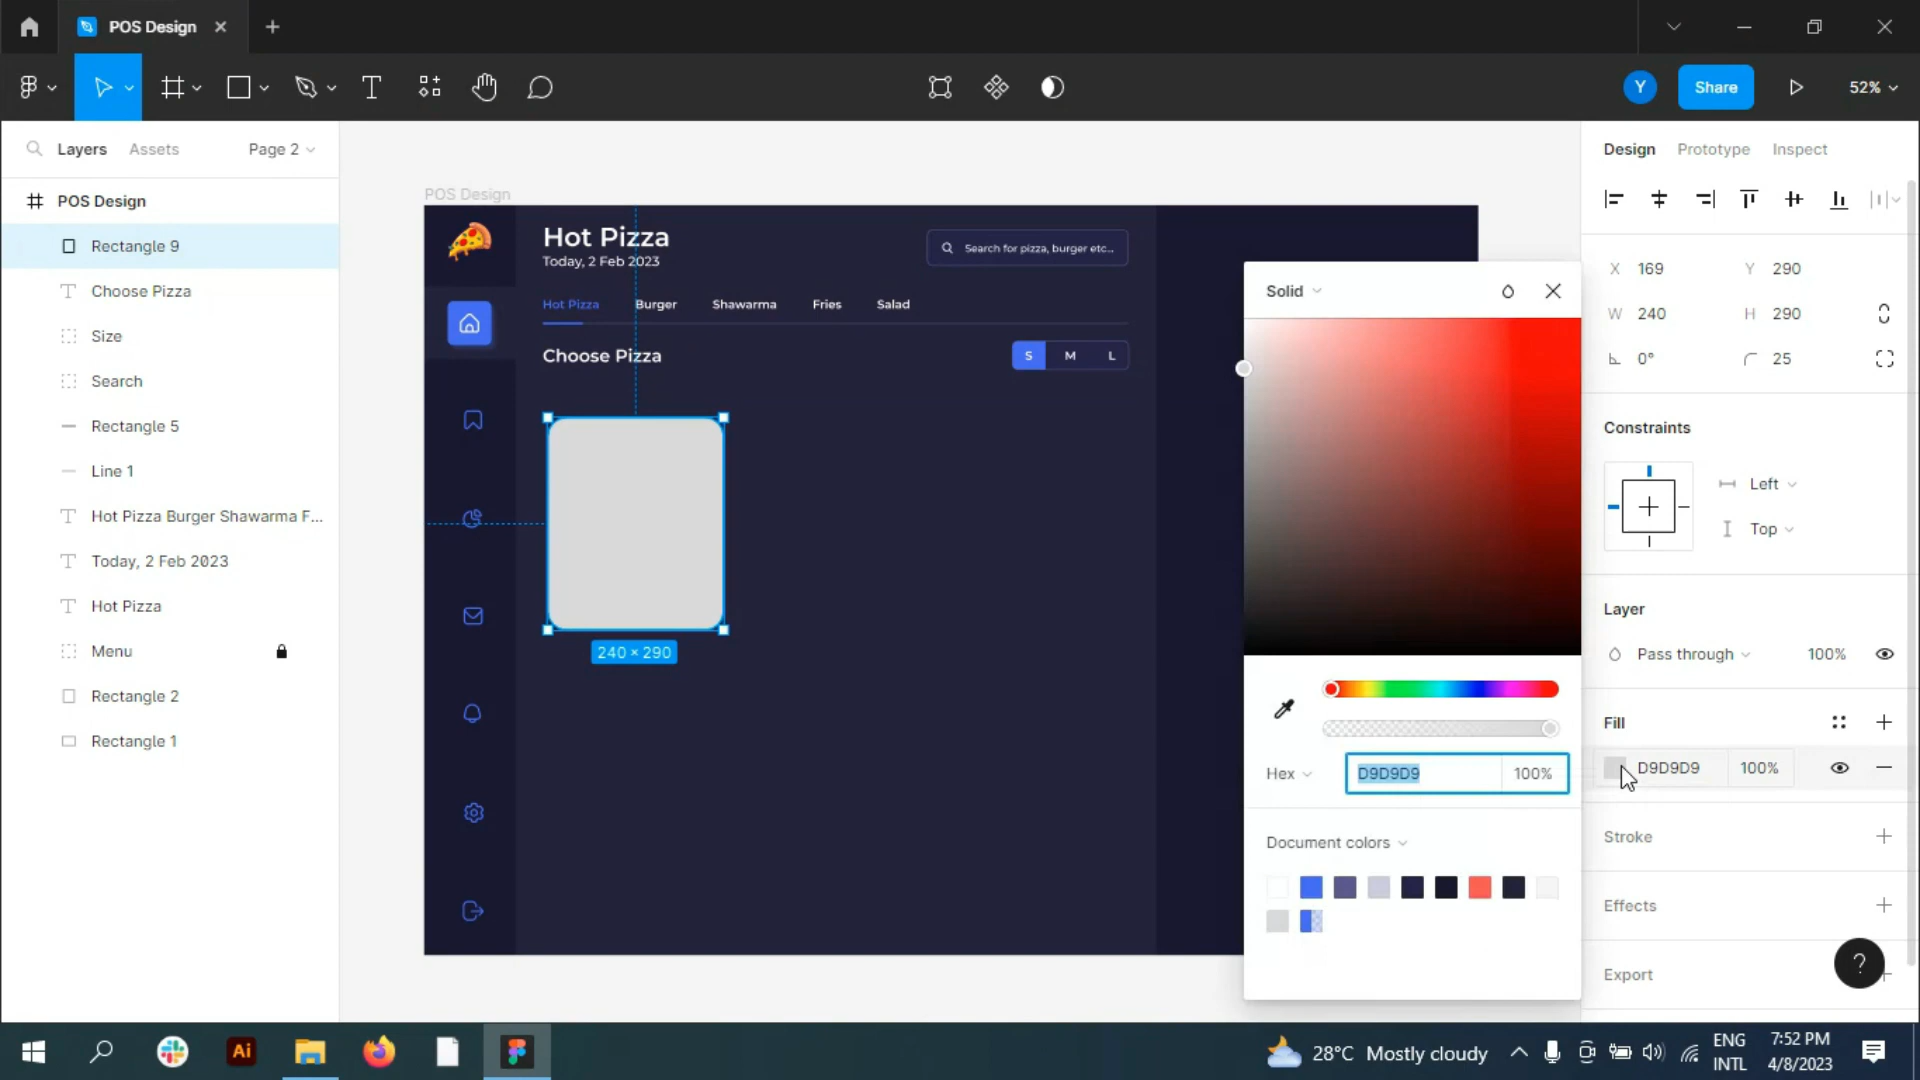 POS Design
Y
Share
52%
Layers
Assets
Page 2
POS Design
Rectangle 9
Choose Pizza
Size
Search
Rectangle 5
Line 1
Hot Pizza Burger Shawarma F...
Today, 2 Feb 2023
Hot Pizza
Menu
Rectangle 2
Rectangle 1
POS Design
Hot Pizza
Today, 2 Feb 2023
Search for pizza, burger etc...
Hot Pizza Burger Shawarma Fries Salad
Choose Pizza
S M L
240 × 290
Solid
Hex
D9D9D9
100%
Document colors
Design
Prototype
Inspect
X 169
Y 290
W 240
H 290
0°
25
Constraints
Left
Top
Layer
Pass through
100%
Fill
D9D9D9
100%
Stroke
Effects
Export
?
Ai
28°C Mostly cloudy
ENG
INTL
7:52 PM
4/8/2023